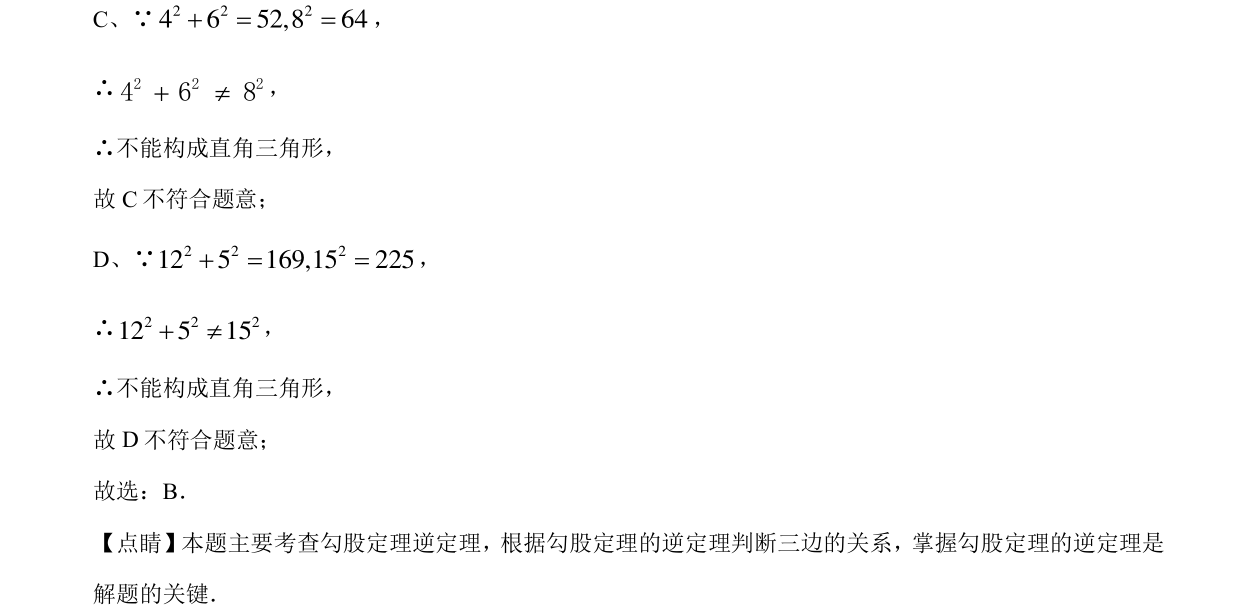 C、∵4²+6²=52,8²=64，
∴4²+6²≠8²，
∴不能构成直角三角形，
故 C 不符合题意；
D、∵12²+5²=169,15²=225，
∴12²+5²≠15²，
∴不能构成直角三角形，
故 D 不符合题意；
故选：B．
【点睛】本题主要考查勾股定理逆定理，根据勾股定理的逆定理判断三边的关系，掌握勾股定理的逆定理是
解题的关键．